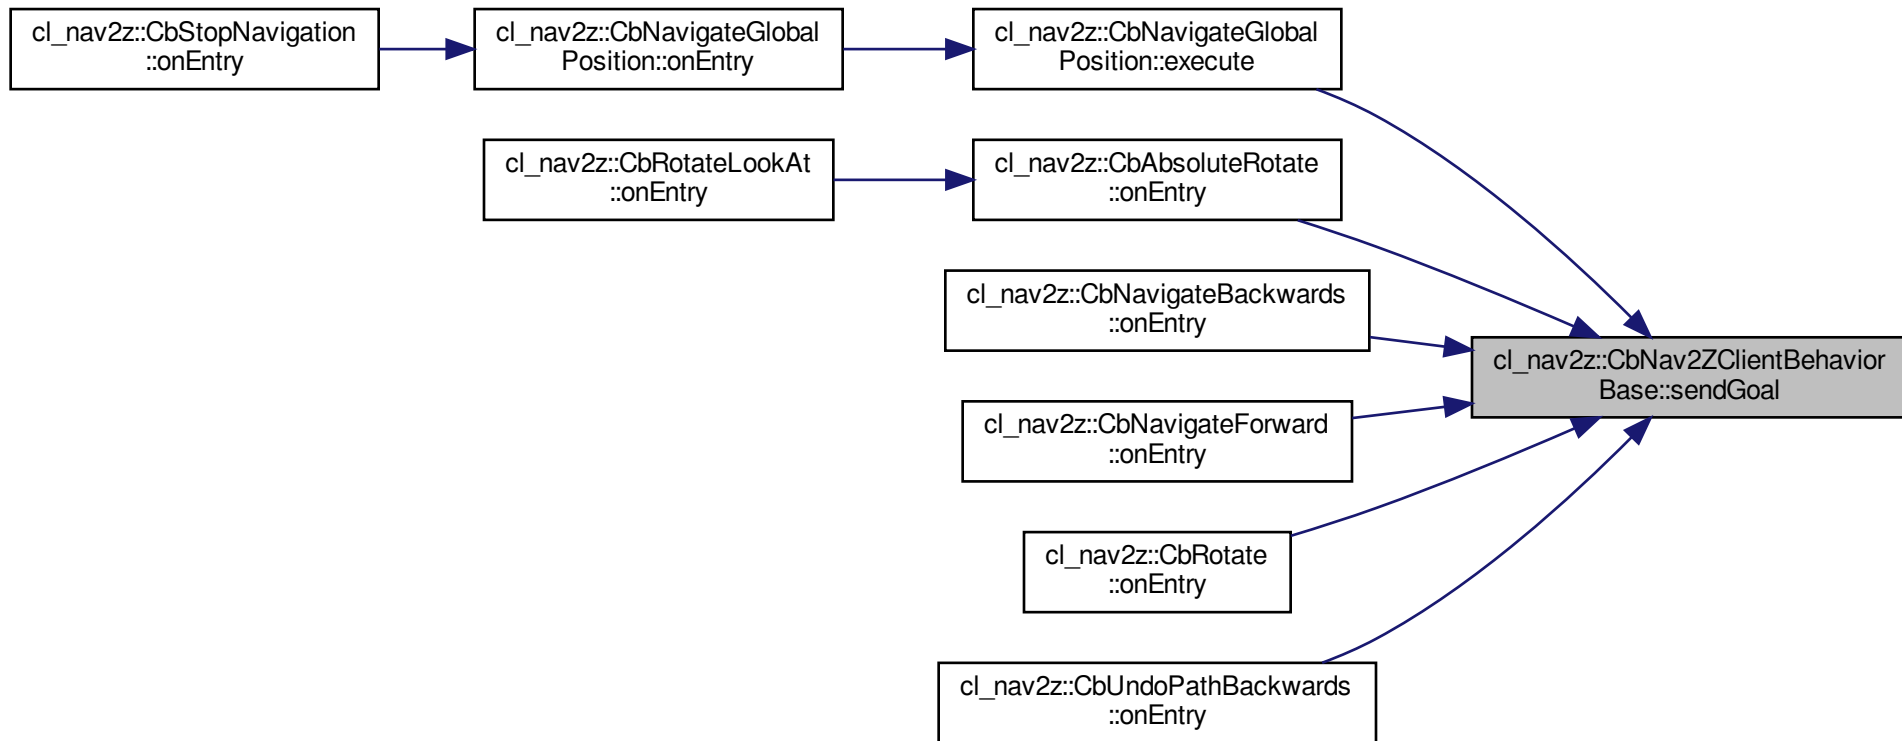 cl_nav2z::CbStopNavigation
::onEntry
cl_nav2z::CbNavigateGlobal
Position::onEntry
cl_nav2z::CbNavigateGlobal
Position::execute
cl_nav2z::CbRotateLookAt
::onEntry
cl_nav2z::CbAbsoluteRotate
::onEntry
cl_nav2z::CbNavigateBackwards
::onEntry
cl_nav2z::CbNav2ZClientBehavior
Base::sendGoal
cl_nav2z::CbNavigateForward
::onEntry
cl_nav2z::CbRotate
::onEntry
cl_nav2z::CbUndoPathBackwards
::onEntry